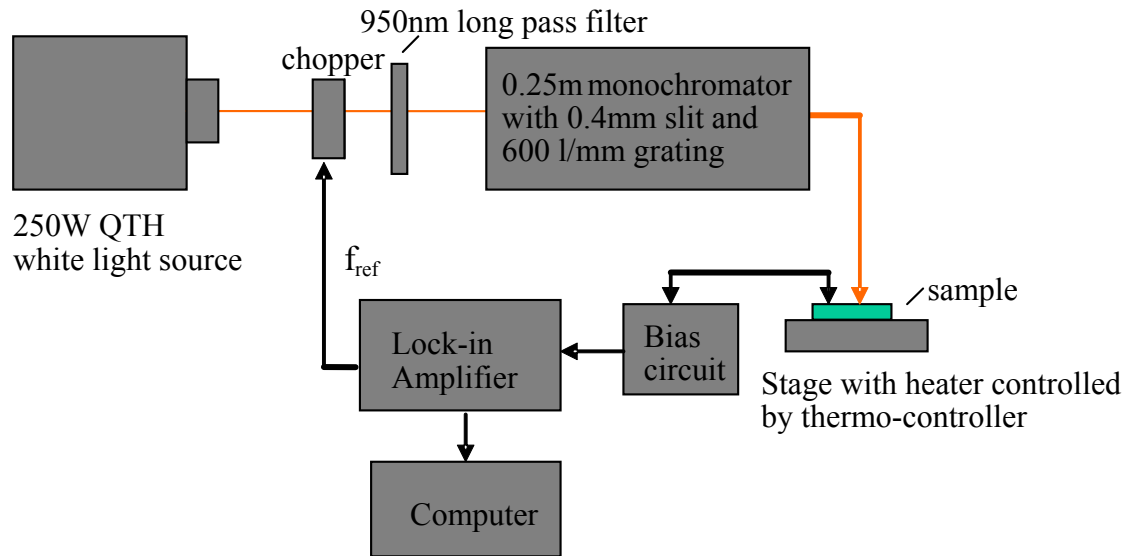 950nm long pass filter
chopper
0.25m monochromator
with 0.4mm slit and
600 l/mm grating
250W QTH
white light source
fref
sample
Lock-in
Amplifier
Bias
circuit
Stage with heater controlled
by thermo-controller
Computer